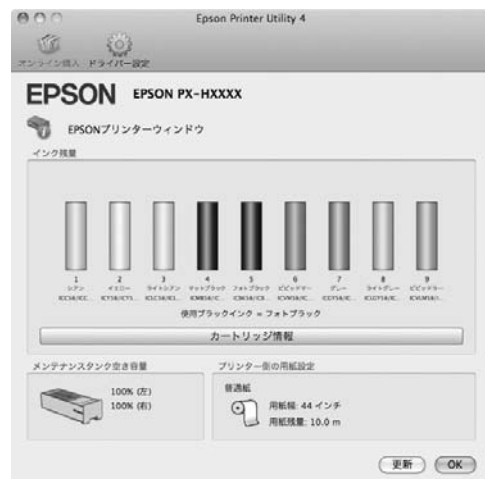 Epson Printer Utility 4
オンライン購入 ドライバー設定
EPSON EPSON PX-HXXXX
EPSONプリンターウィンドウ
インク残量
1 2 3 4 5 6 7 8 9
シアン イエロー ライトシアン マットブラック フォトブラック ビビッドマー... グレー ライトグレー ビビッドラー...
使用ブラックインク = フォトブラック
カートリッジ情報
メンテナンスタンク空き容量
100% (左)
100% (右)
プリンター側の用紙設定
普通紙
用紙幅: 44 インチ
用紙残量: 10.0 m
更新 OK